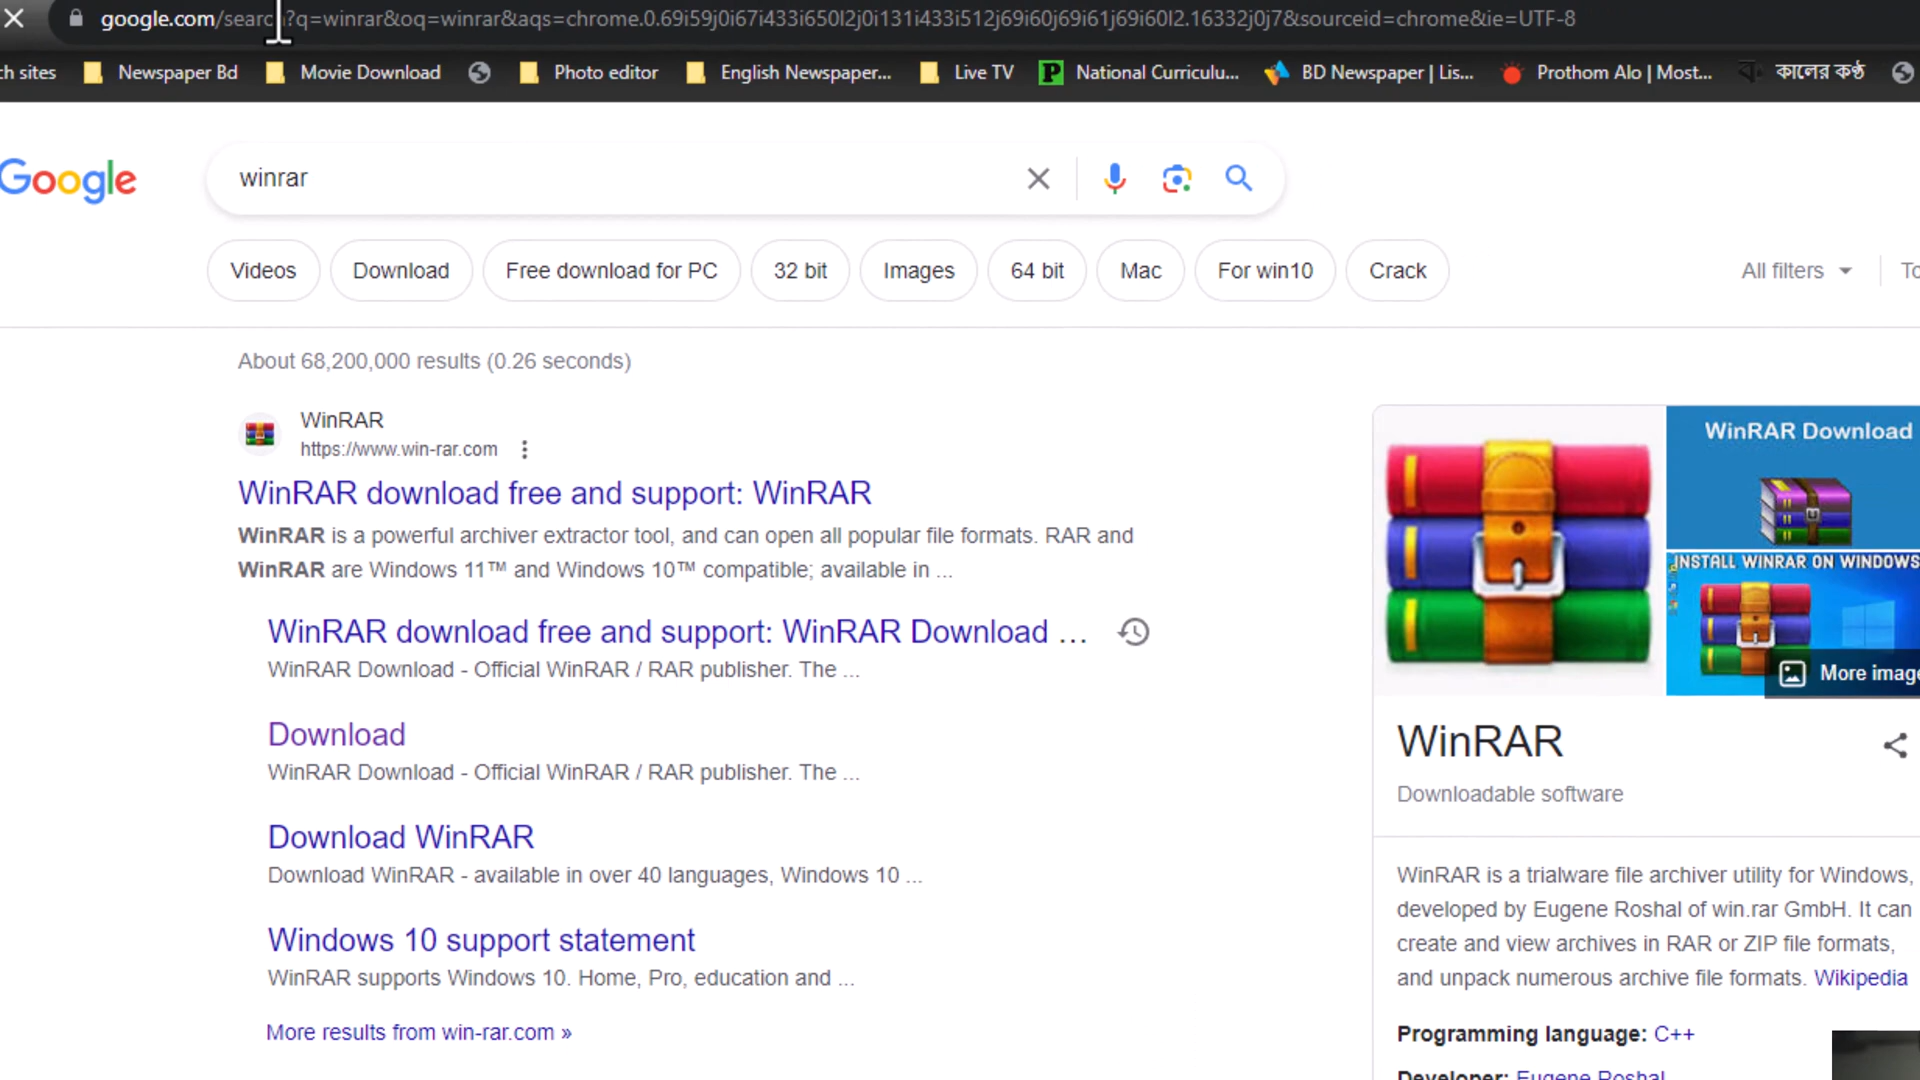 google.com/search?q=winrar&oq=winrar&aqs=chrome.0.69i59j0i67i433i650l2j0i131i433i512j69i60j69i61j69i60l2.16332j0j7&sourceid=chrome&ie=UTF-8
ch sites Newspaper Bd Movie Download Photo editor English Newspaper... Live TV National Curriculu... BD Newspaper | Lis... Prothom Alo | Most... কালের কণ্ঠ
Google
winrar
Videos Download Free download for PC 32 bit Images 64 bit Mac For win10 Crack All filters To
About 68,200,000 results (0.26 seconds)
WinRAR
https://www.win-rar.com
WinRAR download free and support: WinRAR
WinRAR is a powerful archiver extractor tool, and can open all popular file formats. RAR and
WinRAR are Windows 11™ and Windows 10™ compatible; available in ...
WinRAR download free and support: WinRAR Download ...
WinRAR Download - Official WinRAR / RAR publisher. The ...
Download
WinRAR Download - Official WinRAR / RAR publisher. The ...
Download WinRAR
Download WinRAR - available in over 40 languages, Windows 10 ...
Windows 10 support statement
WinRAR supports Windows 10. Home, Pro, education and ...
More results from win-rar.com »
WinRAR Download
INSTALL WINRAR ON WINDOWS
More image
WinRAR
Downloadable software
WinRAR is a trialware file archiver utility for Windows,
developed by Eugene Roshal of win.rar GmbH. It can
create and view archives in RAR or ZIP file formats,
and unpack numerous archive file formats. Wikipedia
Programming language: C++
Developer: Eugene Roshal